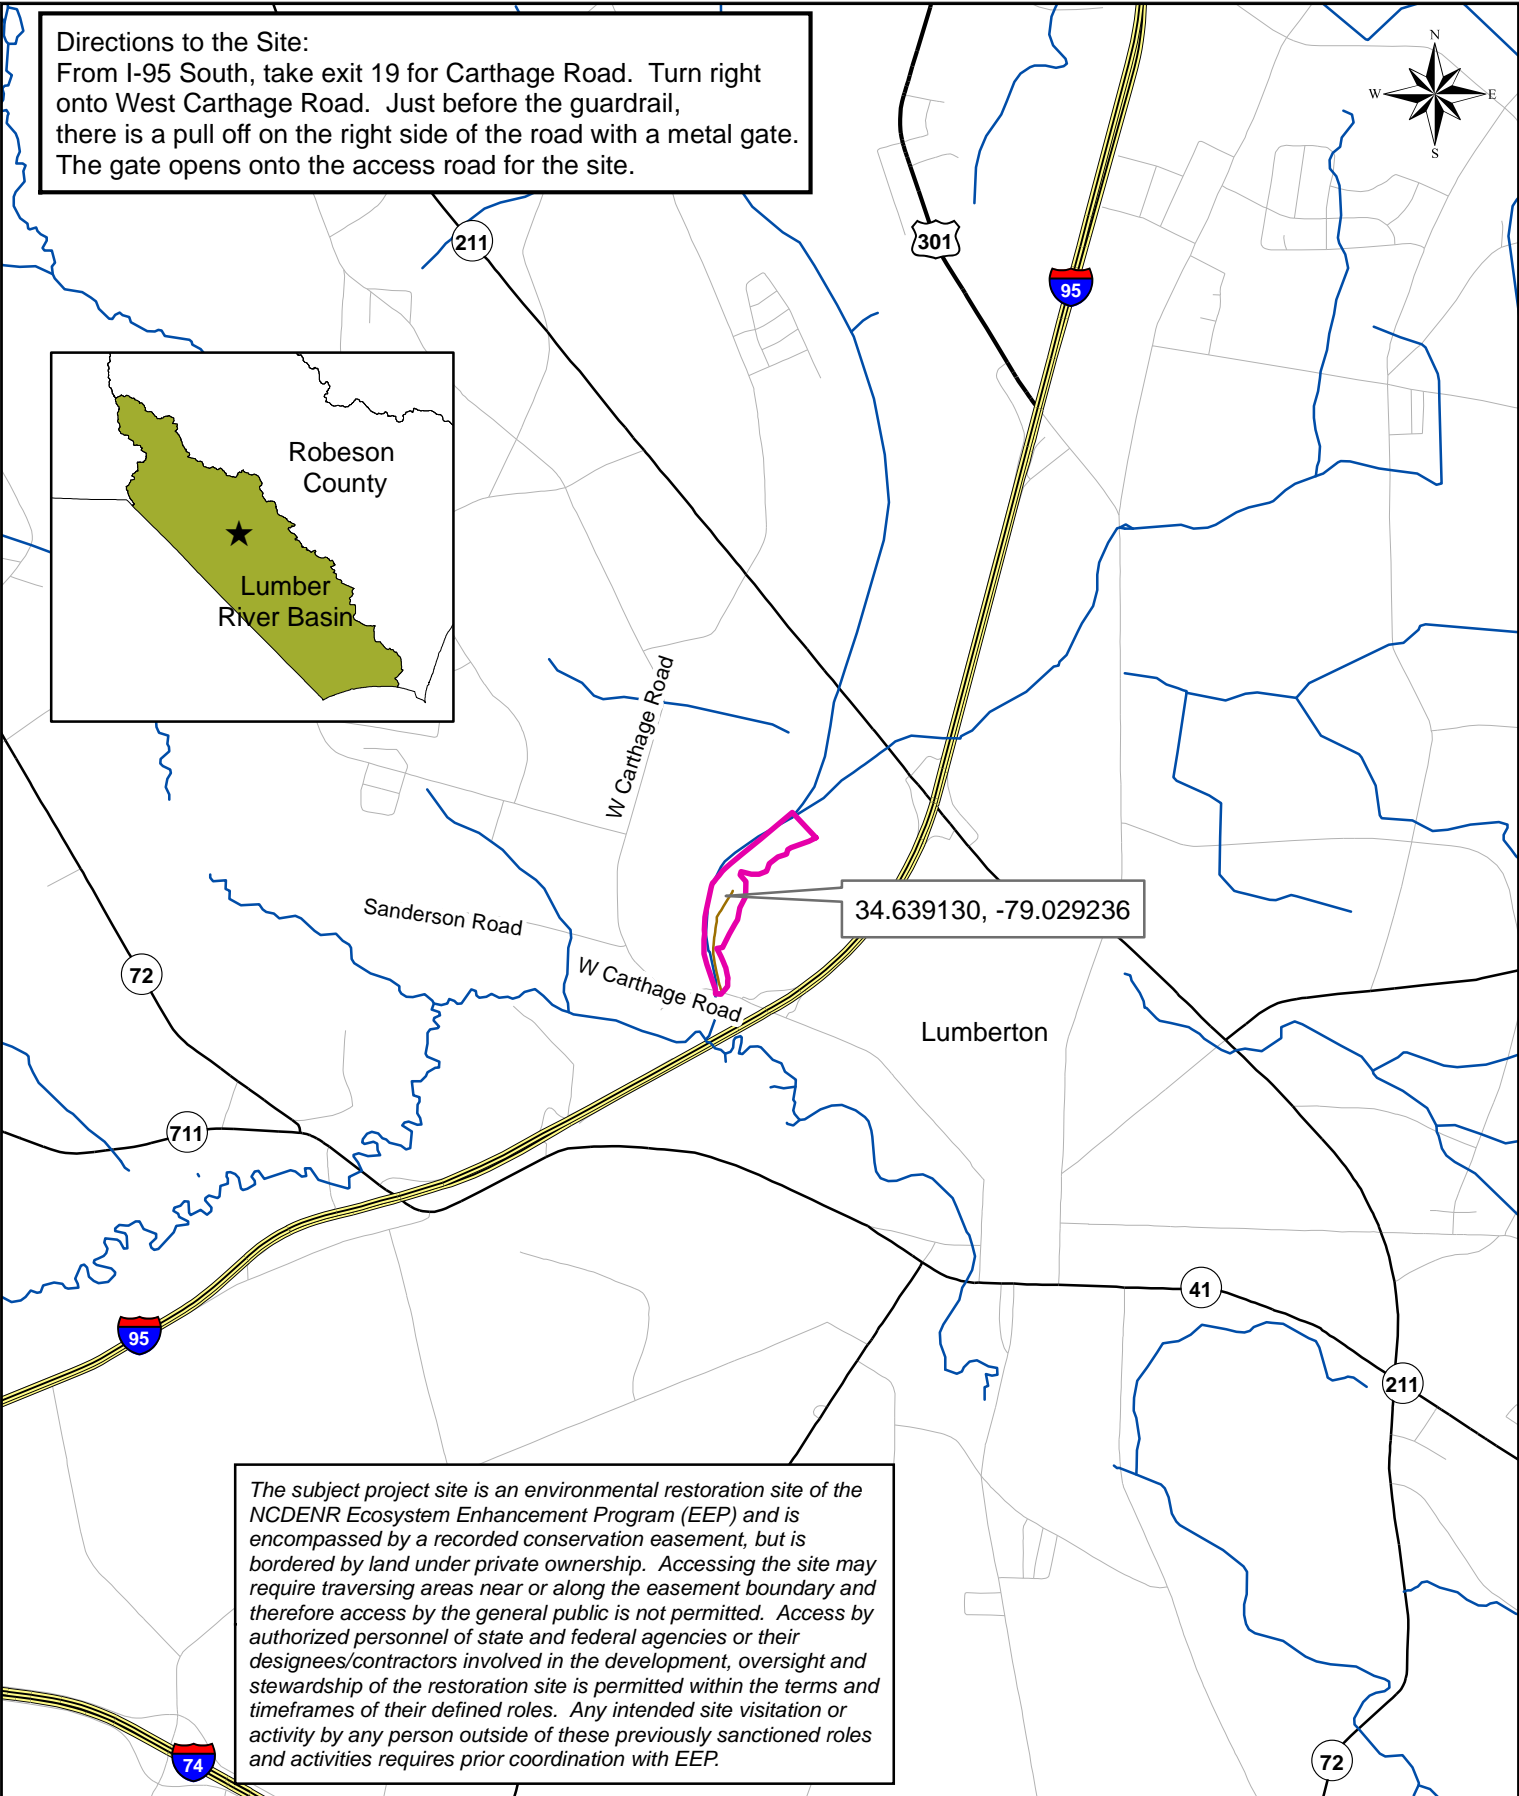 Directions to the Site:
From I-95 South, take exit 19 for Carthage Road.  Turn right
onto West Carthage Road.  Just before the guardrail,
there is a pull off on the right side of the road with a metal gate.
The gate opens onto the access road for the site.
N
W
E
S
211
301
95
Robeson
County
Lumber
River Basin
W Carthage Road
34.639130, -79.029236
Sanderson Road
W Carthage Road
72
Lumberton
711
41
95
211
The subject project site is an environmental restoration site of the
NCDENR Ecosystem Enhancement Program (EEP) and is
encompassed by a recorded conservation easement, but is
bordered by land under private ownership.  Accessing the site may
require traversing areas near or along the easement boundary and
therefore access by the general public is not permitted.  Access by
authorized personnel of state and federal agencies or their
designees/contractors involved in the development, oversight and
stewardship of the restoration site is permitted within the terms and
timeframes of their defined roles.  Any intended site visitation or
activity by any person outside of these previously sanctioned roles
and activities requires prior coordination with EEP.
74
72